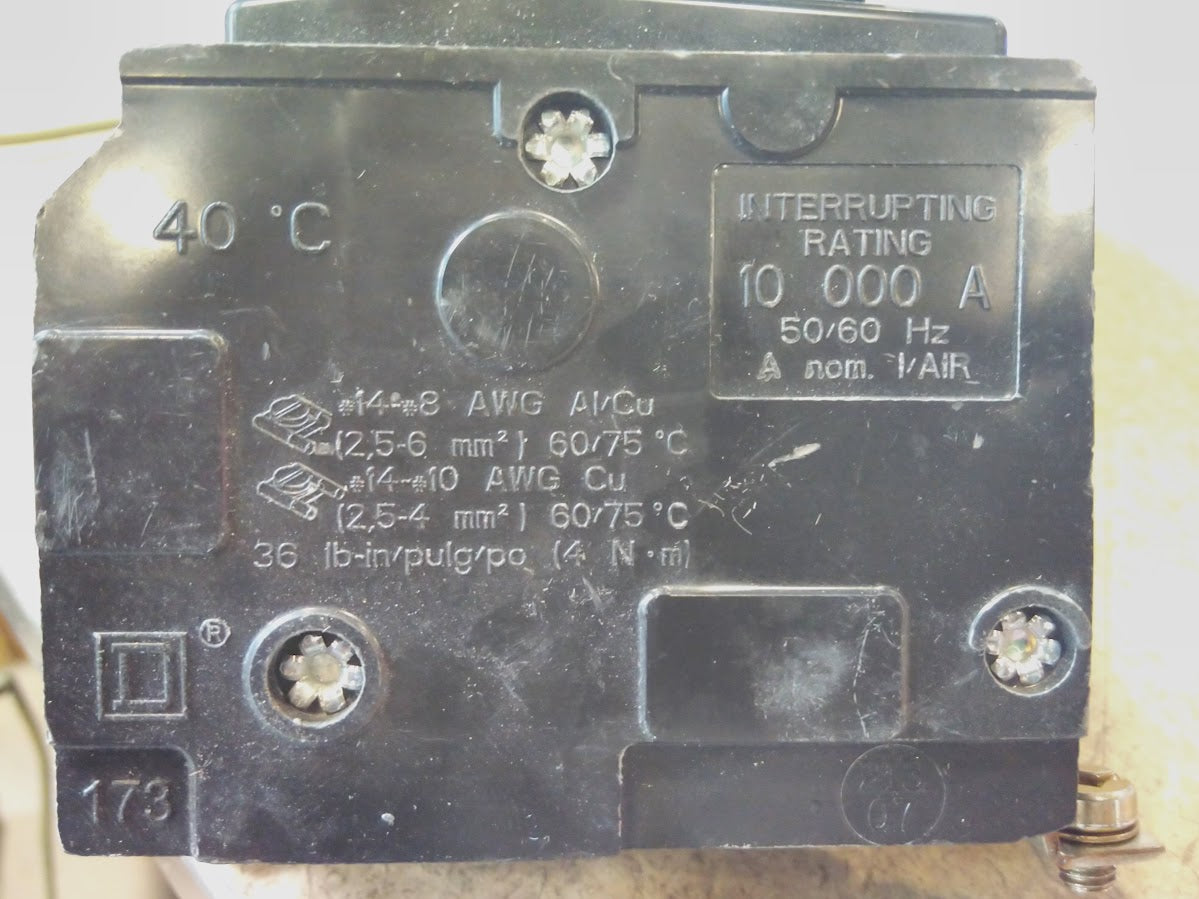 40 °C
INTERRUPTING
RATING
10 000 A
50/60 Hz
A nom. I/AIR
#14-#8 AWG Al/Cu
(2,5-6 mm²) 60/75 °C
#14-#10 AWG Cu
(2,5-4 mm²) 60/75 °C
36 lb-in/pulg/po (4 N·m)
D ®
173
07